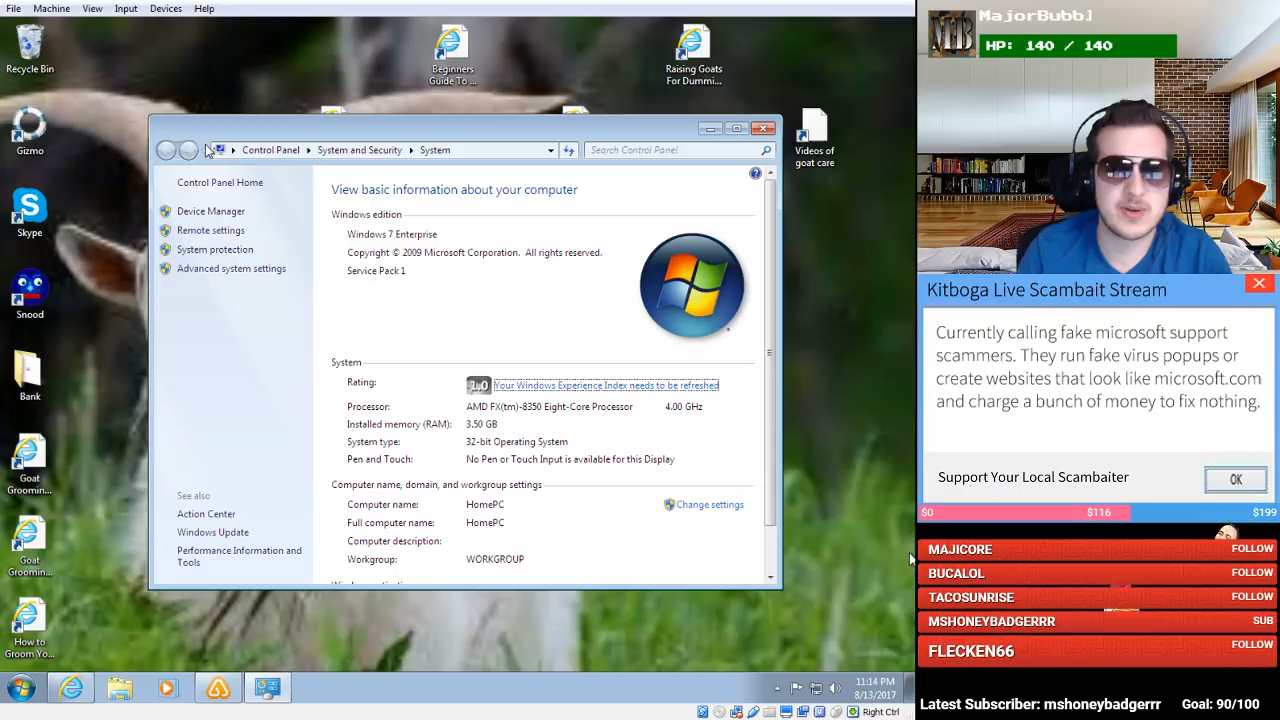 File Machine View Input Devices Help
Recycle Bin
Gizmo
Skype
Snood
Bank
Goat
Groomin...
Goat
Groomin...
How to
Groom Yo...
Beginners
Guide To ...
Raising Goats
For Dummi...
Videos of
goat care
Control Panel System and Security System
Search Control Panel
Control Panel Home
Device Manager
Remote settings
System protection
Advanced system settings
See also
Action Center
Windows Update
Performance Information and
Tools
View basic information about your computer
Windows edition
Windows 7 Enterprise
Copyright © 2009 Microsoft Corporation. All rights reserved.
Service Pack 1
System
Rating: 1.0 Your Windows Experience Index needs to be refreshed
Processor: AMD FX(tm)-8350 Eight-Core Processor 4.00 GHz
Installed memory (RAM): 3.50 GB
System type: 32-bit Operating System
Pen and Touch: No Pen or Touch Input is available for this Display
Computer name, domain, and workgroup settings
Computer name: HomePC Change settings
Full computer name: HomePC
Computer description:
Workgroup: WORKGROUP
11:14 PM
8/13/2017
Right Ctrl
MB
MajorBubb]
HP: 140 / 140
Kitboga Live Scambait Stream
Currently calling fake microsoft support
scammers. They run fake virus popups or
create websites that look like microsoft.com
and charge a bunch of money to fix nothing.
Support Your Local Scambaiter OK
$0 $116 $199
MAJICORE FOLLOW
BUCALOL FOLLOW
TACOSUNRISE FOLLOW
MSHONEYBADGERRR SUB
FLECKEN66 FOLLOW
Latest Subscriber: mshoneybadgerrr Goal: 90/100